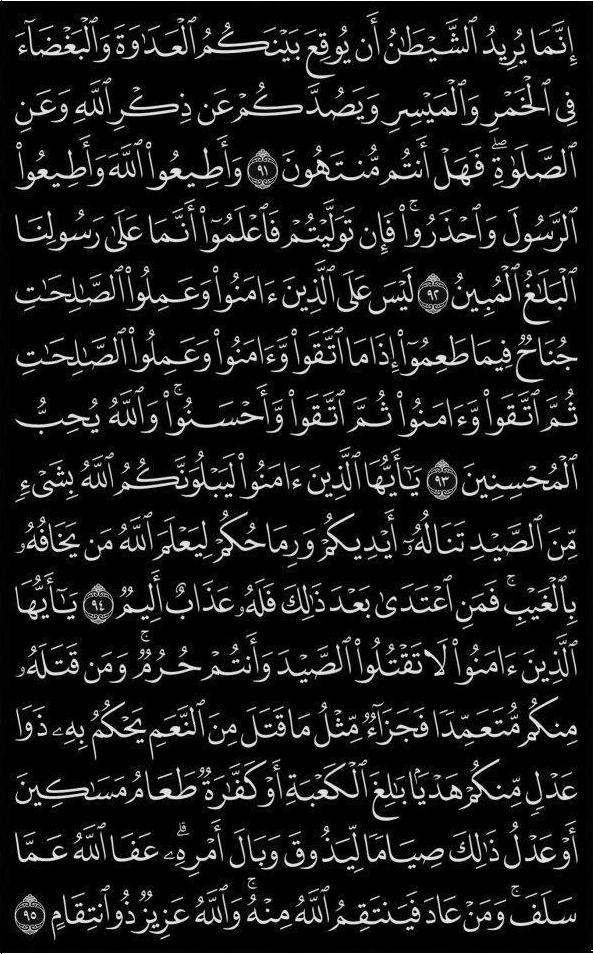 إِنَّمَا يُرِيدُ ٱلشَّيْطَـٰنُ أَن يُوقِعَ بَيْنَكُمُ ٱلْعَدَٰوَةَ وَٱلْبَغْضَآءَ
فِى ٱلْخَمْرِ وَٱلْمَيْسِرِ وَيَصُدَّكُمْ عَن ذِكْرِ ٱللَّهِ وَعَنِ
ٱلصَّلَوٰةِ ۖ فَهَلْ أَنتُم مُّنتَهُونَ ٩١ وَأَطِيعُوا۟ ٱللَّهَ وَأَطِيعُوا۟
ٱلرَّسُولَ وَٱحْذَرُوا۟ ۚ فَإِن تَوَلَّيْتُمْ فَٱعْلَمُوٓا۟ أَنَّمَا عَلَىٰ رَسُولِنَا
ٱلْبَلَـٰغُ ٱلْمُبِينُ ٩٢ لَيْسَ عَلَى ٱلَّذِينَ ءَامَنُوا۟ وَعَمِلُوا۟ ٱلصَّـٰلِحَـٰتِ
جُنَاحٌ فِيمَا طَعِمُوٓا۟ إِذَا مَا ٱتَّقَوا۟ وَّءَامَنُوا۟ وَعَمِلُوا۟ ٱلصَّـٰلِحَـٰتِ
ثُمَّ ٱتَّقَوا۟ وَّءَامَنُوا۟ ثُمَّ ٱتَّقَوا۟ وَّأَحْسَنُوا۟ ۗ وَٱللَّهُ يُحِبُّ
ٱلْمُحْسِنِينَ ٩٣ يَـٰٓأَيُّهَا ٱلَّذِينَ ءَامَنُوا۟ لَيَبْلُوَنَّكُمُ ٱللَّهُ بِشَىْءٍ
مِّنَ ٱلصَّيْدِ تَنَالُهُۥٓ أَيْدِيكُمْ وَرِمَاحُكُمْ لِيَعْلَمَ ٱللَّهُ مَن يَخَافُهُۥ
بِٱلْغَيْبِ ۚ فَمَنِ ٱعْتَدَىٰ بَعْدَ ذَٰلِكَ فَلَهُۥ عَذَابٌ أَلِيمٌ ٩٤ يَـٰٓأَيُّهَا
ٱلَّذِينَ ءَامَنُوا۟ لَا تَقْتُلُوا۟ ٱلصَّيْدَ وَأَنتُمْ حُرُمٌ ۚ وَمَن قَتَلَهُۥ
مِنكُم مُّتَعَمِّدًا فَجَزَآءٌ مِّثْلُ مَا قَتَلَ مِنَ ٱلنَّعَمِ يَحْكُمُ بِهِۦ ذَوَا
عَدْلٍ مِّنكُمْ هَدْيًۢا بَـٰلِغَ ٱلْكَعْبَةِ أَوْ كَفَّـٰرَةٌ طَعَامُ مَسَـٰكِينَ
أَوْ عَدْلُ ذَٰلِكَ صِيَامًا لِّيَذُوقَ وَبَالَ أَمْرِهِۦ ۗ عَفَا ٱللَّهُ عَمَّا
سَلَفَ ۚ وَمَنْ عَادَ فَيَنتَقِمُ ٱللَّهُ مِنْهُ ۗ وَٱللَّهُ عَزِيزٌ ذُو ٱنتِقَامٍ ٩٥